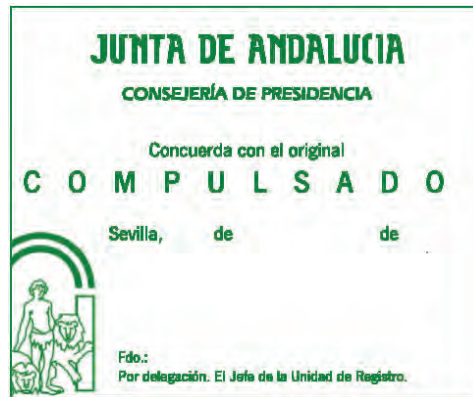 JUNTA DE ANDALUCIA
CONSEJERÍA DE PRESIDENCIA
Concuerda con el original
COMPULSADO
Sevilla, de de
Fdo.:
Por delegación. El Jefe de la Unidad de Registro.